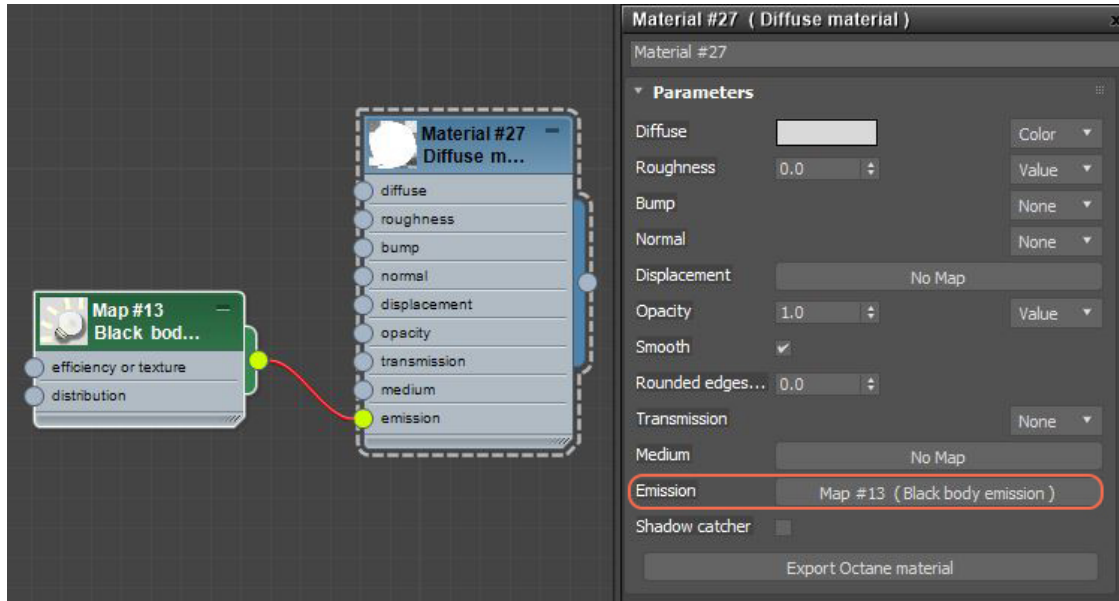 Material #27
Diffuse m...
diffuse
roughness
bump
normal
displacement
opacity
transmission
medium
emission
Map #13
Black bod...
efficiency or texture
distribution
Material #27 ( Diffuse material )
Material #27
Parameters
Diffuse Color
Roughness 0.0 Value
Bump None
Normal None
Displacement No Map
Opacity 1.0 Value
Smooth
Rounded edges... 0.0
Transmission None
Medium No Map
Emission Map #13 ( Black body emission )
Shadow catcher
Export Octane material